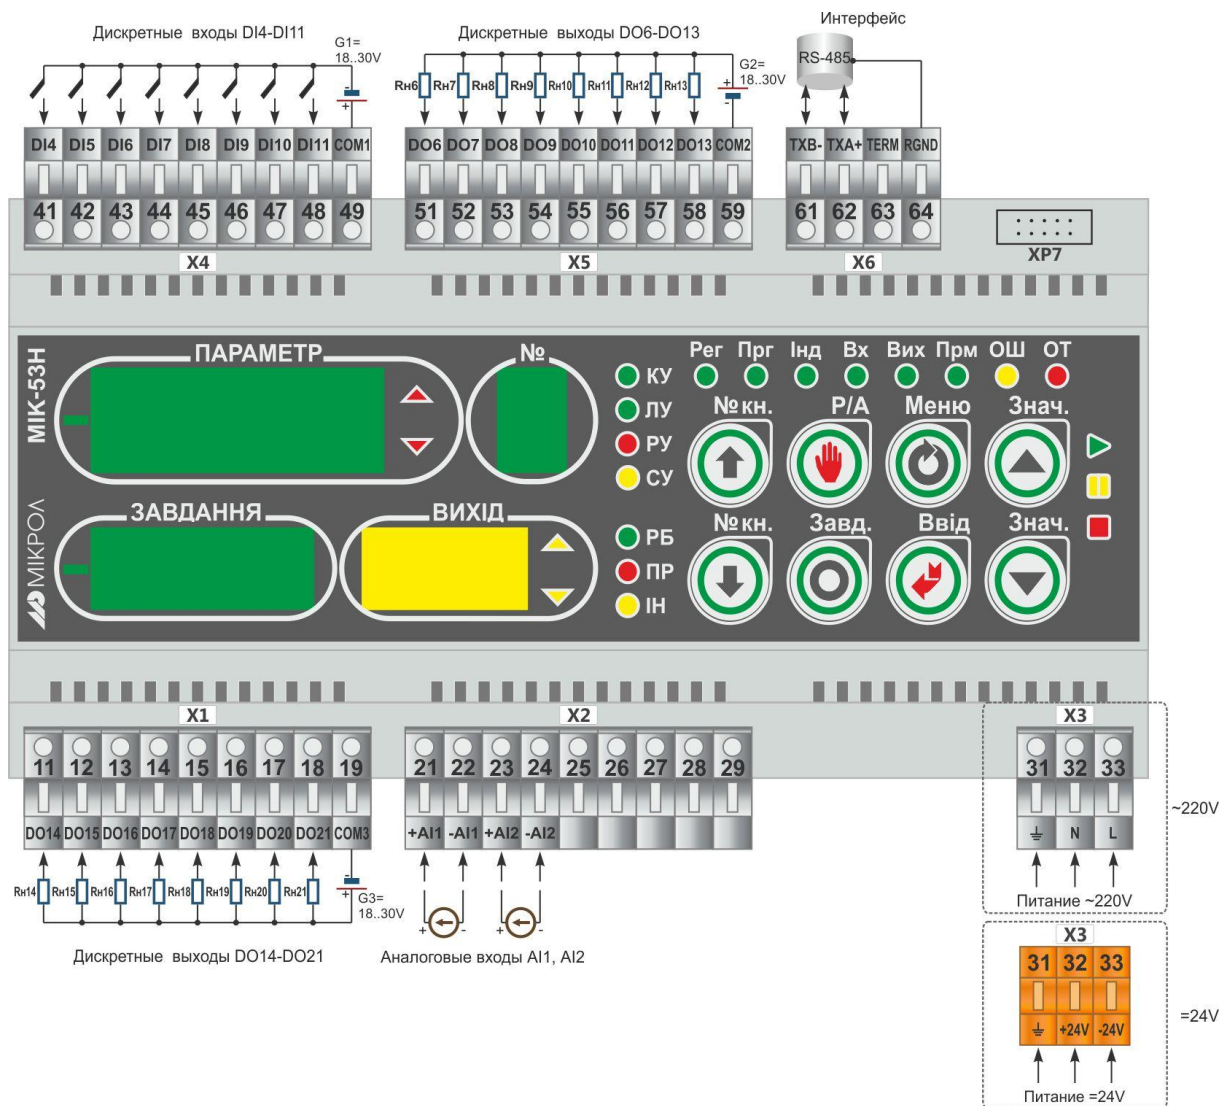 Дискретные входы DI4-DI11
G1=
18..30V
Дискретные выходы DO6-DO13
Rн6 Rн7 Rн8 Rн9 Rн10 Rн11 Rн12 Rн13
G2=
18..30V
Интерфейс
RS-485
DI4 DI5 DI6 DI7 DI8 DI9 DI10 DI11 COM1
41 42 43 44 45 46 47 48 49
X4
DO6 DO7 DO8 DO9 DO10 DO11 DO12 DO13 COM2
51 52 53 54 55 56 57 58 59
X5
TXB- TXA+ TERM RGND
61 62 63 64
X6
XP7
МІК-53Н
МІКРОЛ
ПАРАМЕТР
№
ЗАВДАННЯ
ВИХІД
КУ
ЛУ
РУ
СУ
РБ
ПР
ІН
Рег Прг Інд Вх Вих Прм ОШ ОТ
№ кн. Р/А Меню Знач.
№ кн. Завд. Ввід Знач.
X1
11 12 13 14 15 16 17 18 19
DO14 DO15 DO16 DO17 DO18 DO19 DO20 DO21 COM3
Rн14 Rн15 Rн16 Rн17 Rн18 Rн19 Rн20 Rн21
G3=
18..30V
Дискретные выходы DO14-DO21
X2
21 22 23 24 25 26 27 28 29
+AI1 -AI1 +AI2 -AI2
+ - + -
Аналоговые входы AI1, AI2
X3
31 32 33
N L
Питание ~220V
~220V
X3
31 32 33
+24V -24V
Питание =24V
=24V